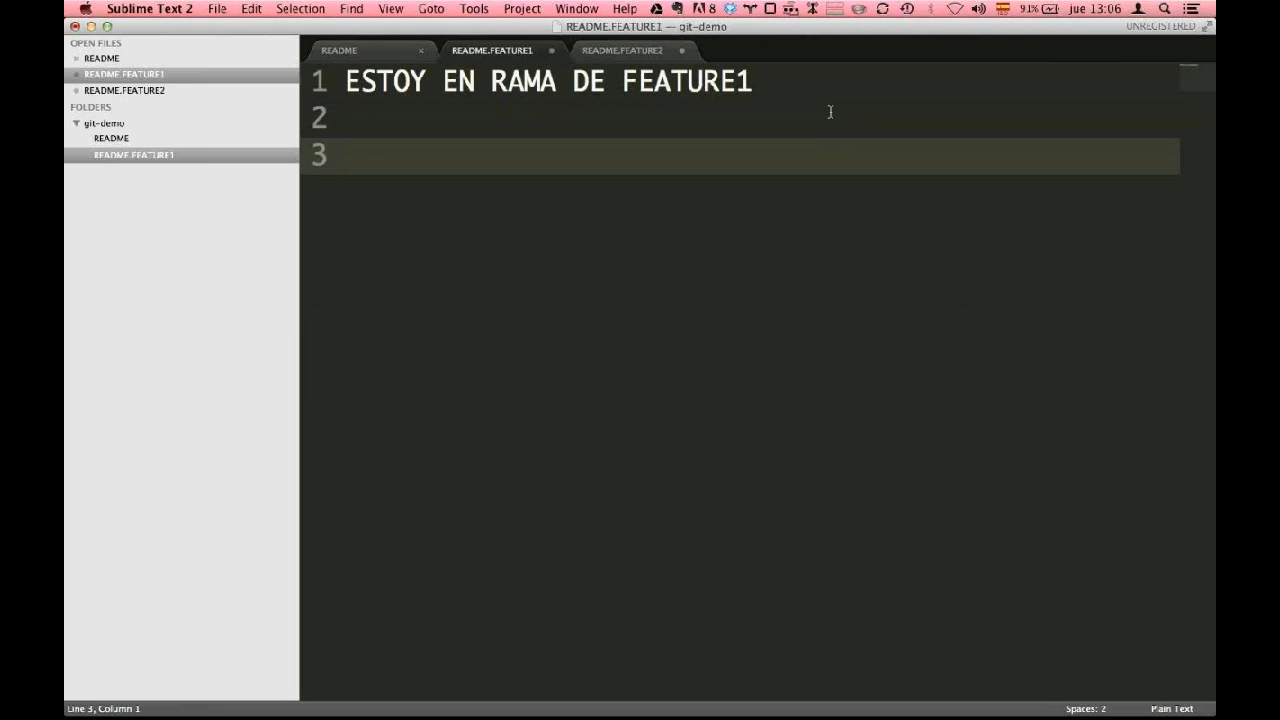 Sublime Text 2 File Edit Selection Find View Goto Tools Project Window Help 8 91% jue 13:06
README.FEATURE1 — git-demo UNREGISTERED
OPEN FILES
README
README.FEATURE1
README.FEATURE2
FOLDERS
git-demo
README
README.FEATURE1
README README.FEATURE1 README.FEATURE2
1 ESTOY EN RAMA DE FEATURE1
2
3
Line 3, Column 1 Spaces: 2 Plain Text